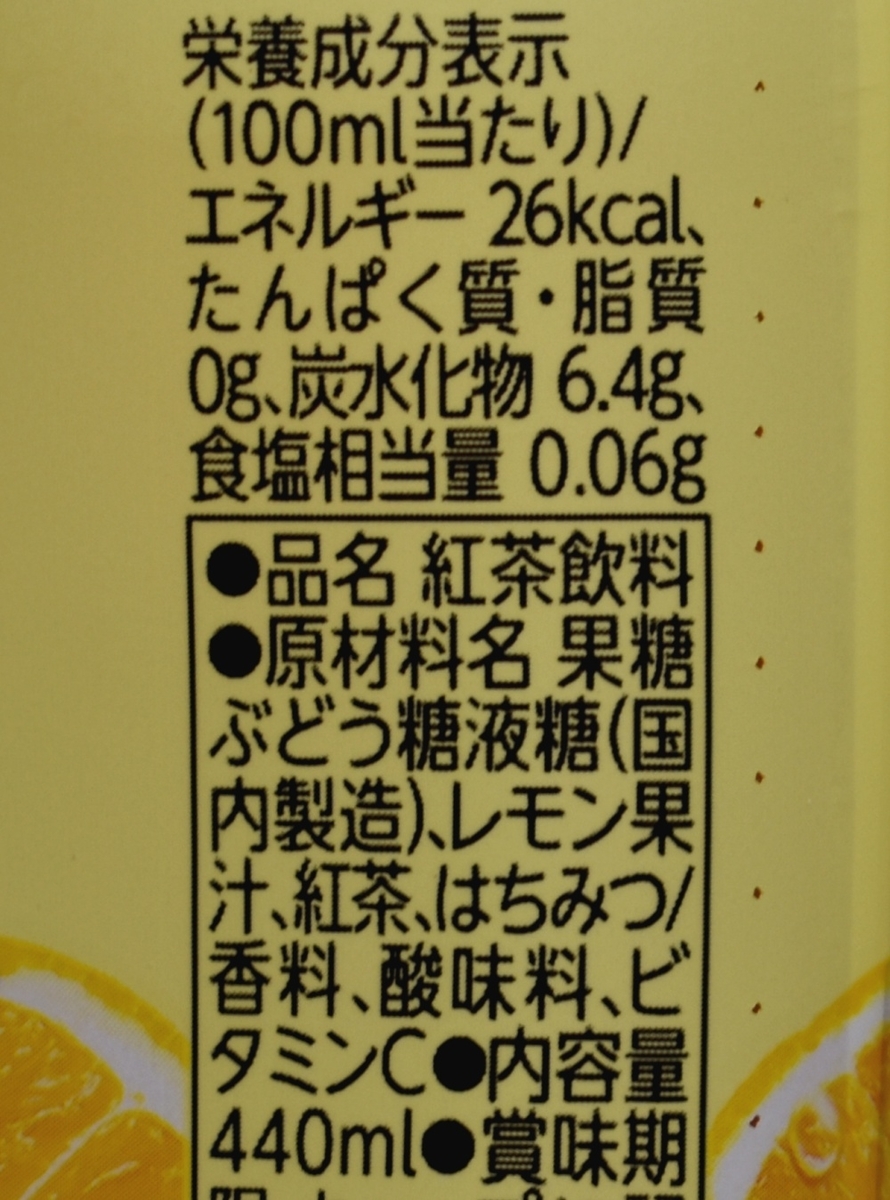 栄養成分表示
(100ml当たり)/
エネルギー 26kcal、
たんぱく質・脂質
0g、炭水化物 6.4g、
食塩相当量 0.06g
●品名 紅茶飲料
●原材料名 果糖
ぶどう糖液糖(国
内製造)、レモン果
汁、紅茶、はちみつ/
香料、酸味料、ビ
タミンC●内容量
440ml●賞味期